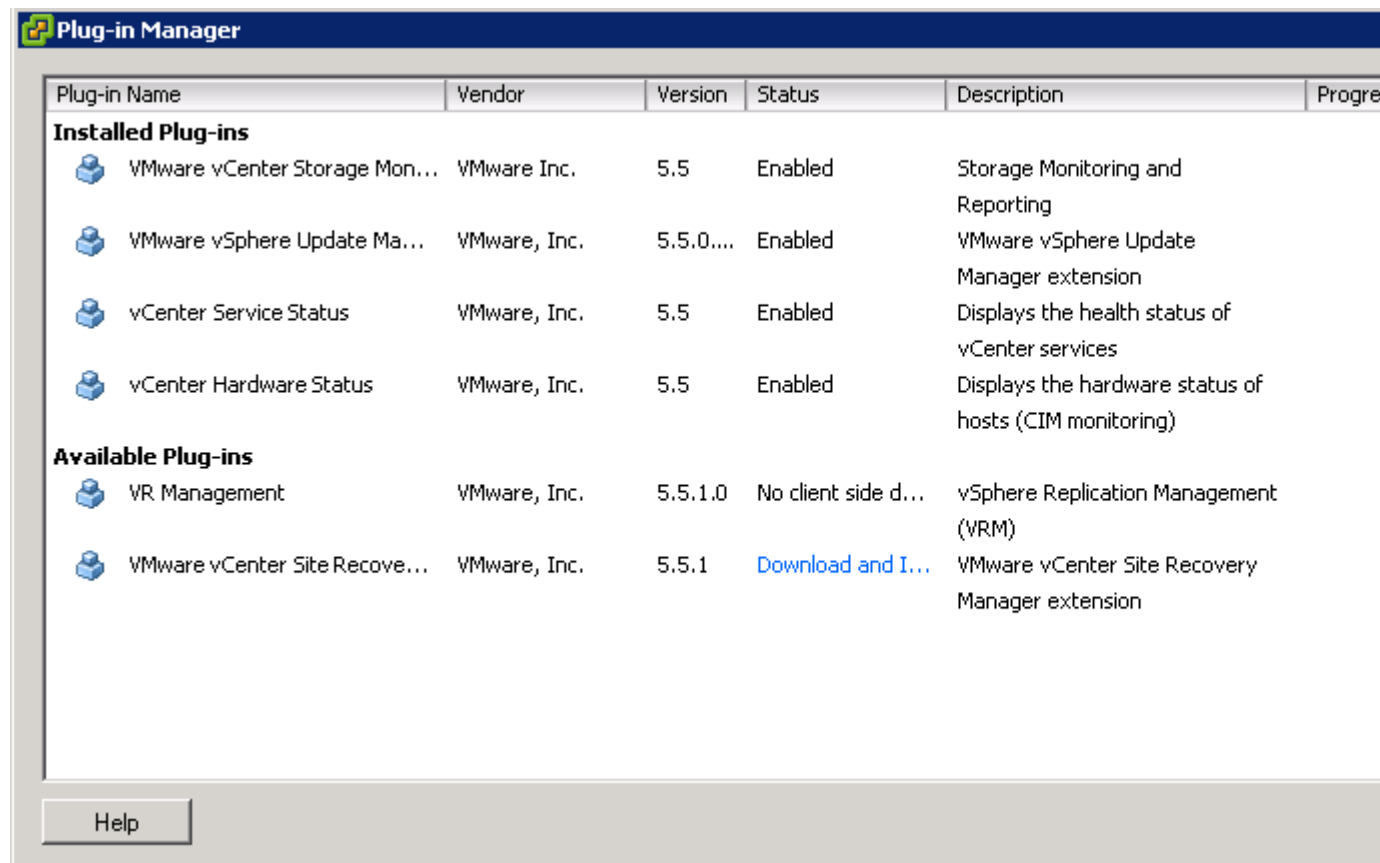 Plug-in Manager
Plug-in Name Vendor Version Status Description Progre
Installed Plug-ins
VMware vCenter Storage Mon... VMware Inc. 5.5 Enabled Storage Monitoring and
Reporting
VMware vSphere Update Ma... VMware, Inc. 5.5.0.... Enabled VMware vSphere Update
Manager extension
vCenter Service Status VMware, Inc. 5.5 Enabled Displays the health status of
vCenter services
vCenter Hardware Status VMware, Inc. 5.5 Enabled Displays the hardware status of
hosts (CIM monitoring)
Available Plug-ins
VR Management VMware, Inc. 5.5.1.0 No client side d... vSphere Replication Management
(VRM)
VMware vCenter Site Recove... VMware, Inc. 5.5.1 Download and I... VMware vCenter Site Recovery
Manager extension
Help